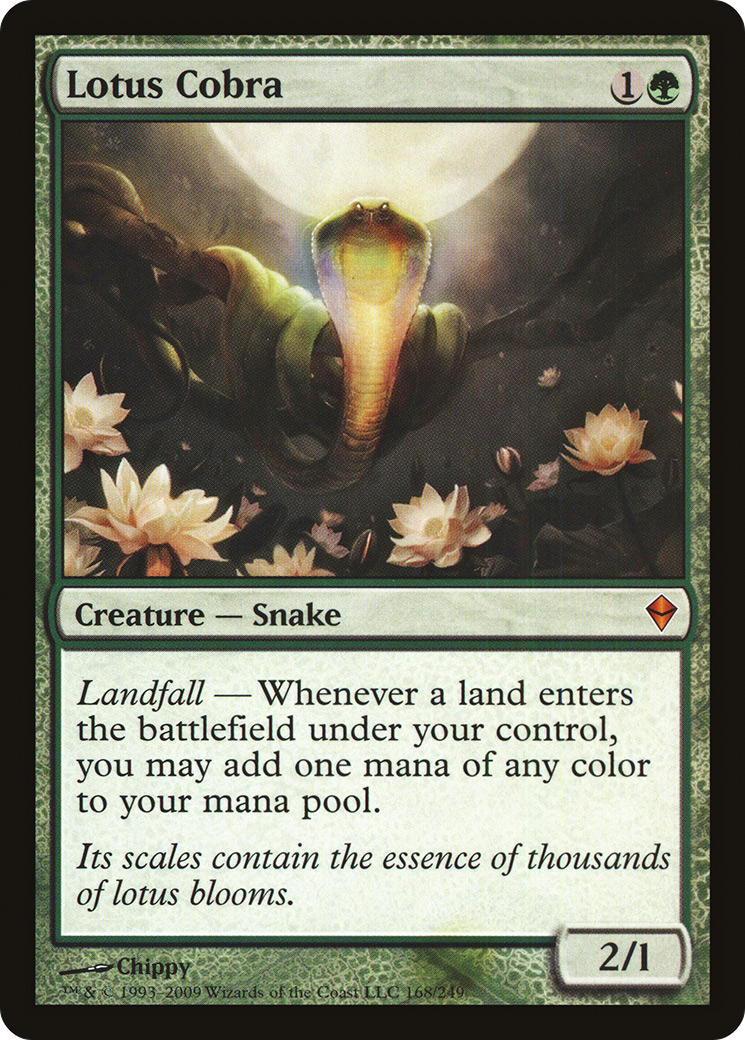 Lotus Cobra 1
Creature — Snake
Landfall — Whenever a land enters
the battlefield under your control,
you may add one mana of any color
to your mana pool.
Its scales contain the essence of thousands
of lotus blooms.
2/1
Chippy
™ & © 1993–2009 Wizards of the Coast LLC 168/249